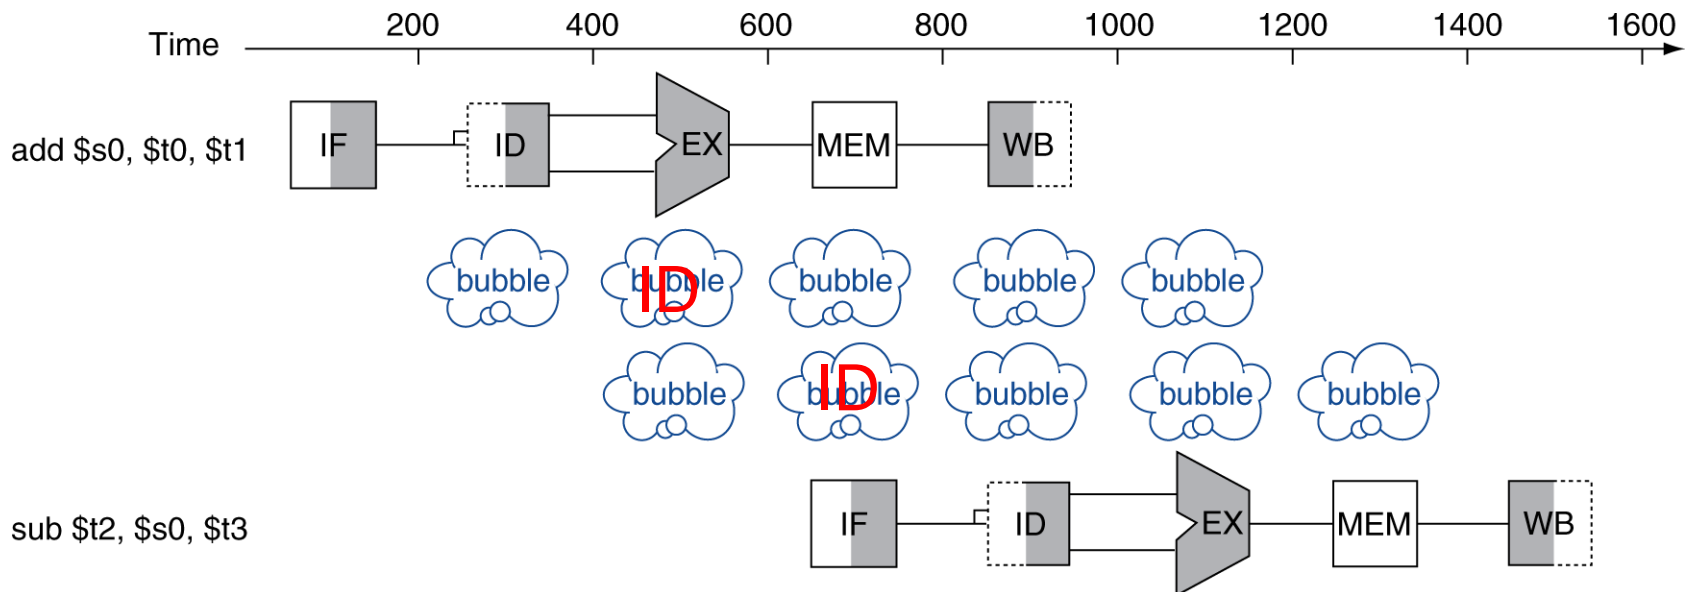 200 400 600 800 1000 1200 1400 1600
Time
add $s0, $t0, $t1 IF ID EX MEM WB
bubble bubble bubble bubble bubble
ID
bubble bubble bubble bubble bubble
ID
sub $t2, $s0, $t3 IF ID EX MEM WB